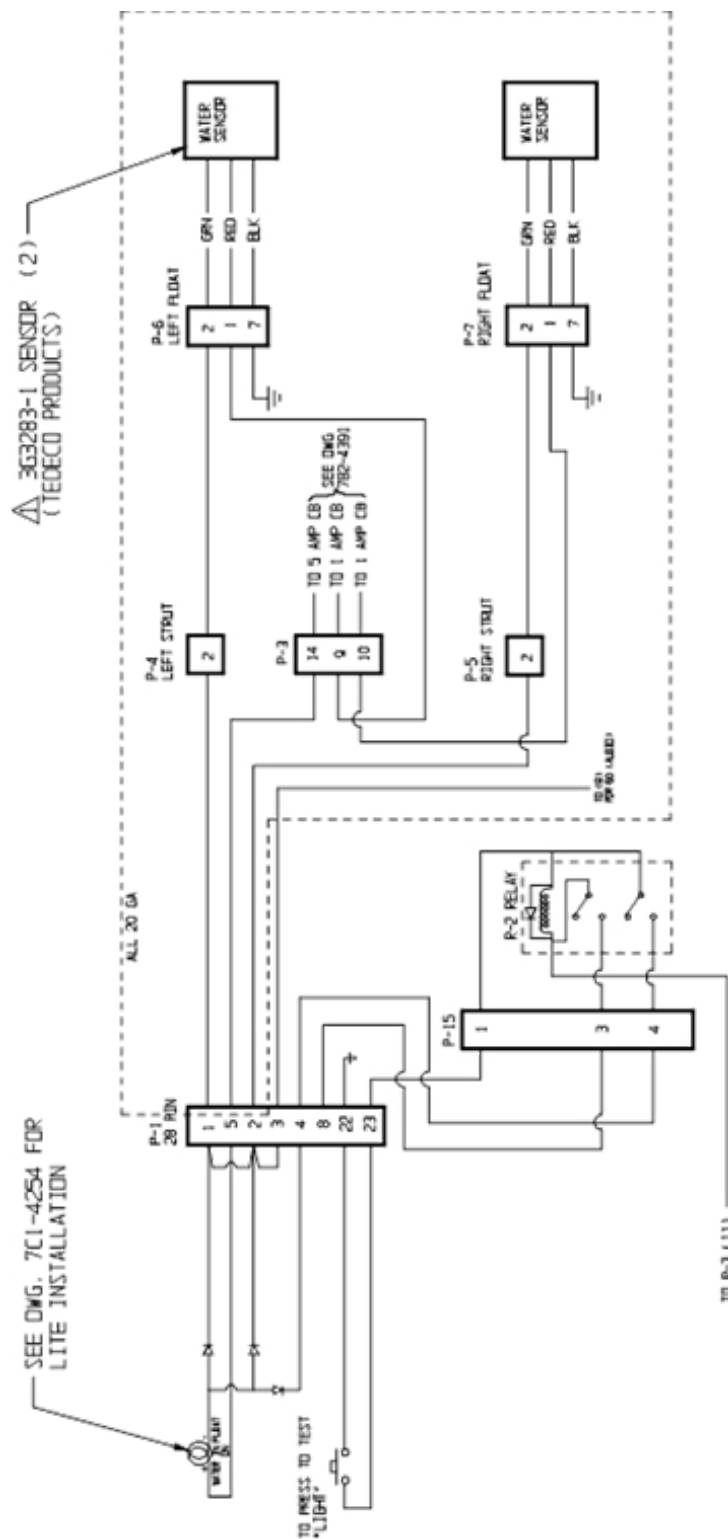 3G3283-1 SENSOR (2)
(TEDECO PRODUCTS)
WATER
SENSOR
GRN
RED
BLK
P-6
LEFT FLOAT
2
1
7
P-4
LEFT STRUT
2
TO 5 AMP CB
TO 1 AMP CB
TO 1 AMP CB
SEE DWG
7B2-4391
P-3
14
9
10
WATER
SENSOR
GRN
RED
BLK
P-7
RIGHT FLOAT
2
1
7
P-5
RIGHT STRUT
2
ALL 20 GA
(AUDIO)
R-2 RELAY
P-15
1
3
4
P-1
28 PIN
1
5
2
3
4
8
22
23
SEE DWG. 7C1-4254 FOR
LITE INSTALLATION
WATER IN FLOAT
TO PRESS TO TEST
"LIGHT"